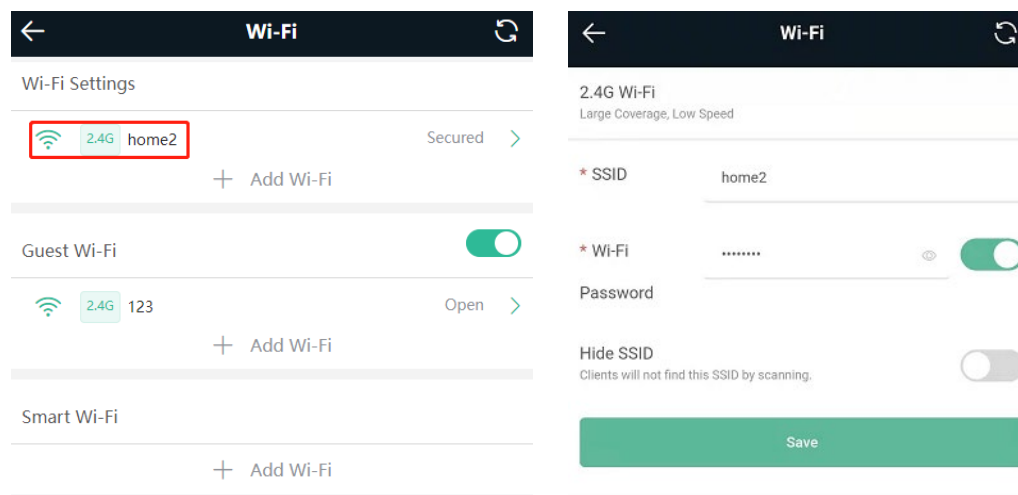 Wi-Fi
Wi-Fi Settings
2.4G home2 Secured
Add Wi-Fi
Guest Wi-Fi
2.4G 123 Open
Add Wi-Fi
Smart Wi-Fi
Add Wi-Fi
Wi-Fi
2.4G Wi-Fi
Large Coverage, Low Speed
* SSID home2
* Wi-Fi ········
Password
Hide SSID
Clients will not find this SSID by scanning.
Save